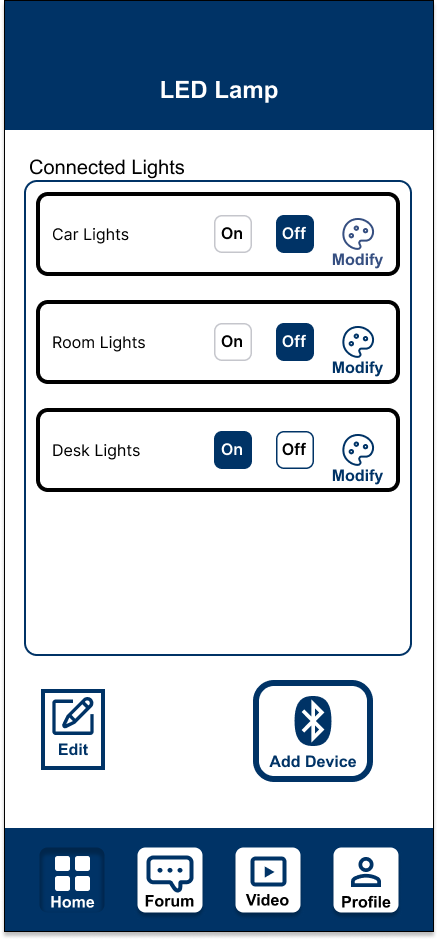 LED Lamp
Connected Lights
Car Lights On Off Modify
Room Lights On Off Modify
Desk Lights On Off Modify
Edit Add Device
Home Forum Video Profile